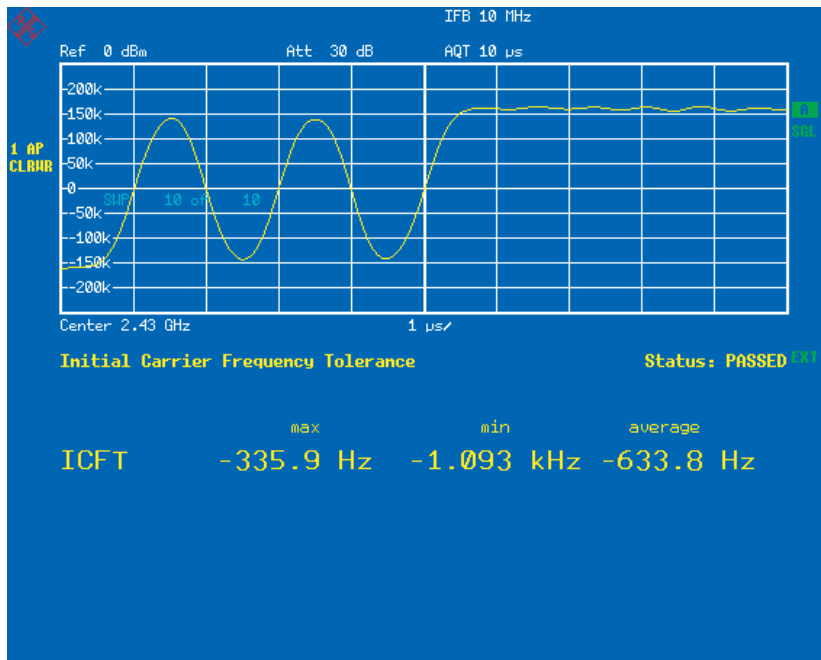 IFB 10 MHz
Ref 0 dBm Att 30 dB AQT 10 µs
-200k
-150k
A
-100k
SGL
1 AP
CLRWR
-50k
-0
SWP 10 of 10
--50k
--100k
--150k
--200k
Center 2.43 GHz 1 µs/
Initial Carrier Frequency Tolerance Status: PASSED EXT
max min average
ICFT -335.9 Hz -1.093 kHz -633.8 Hz